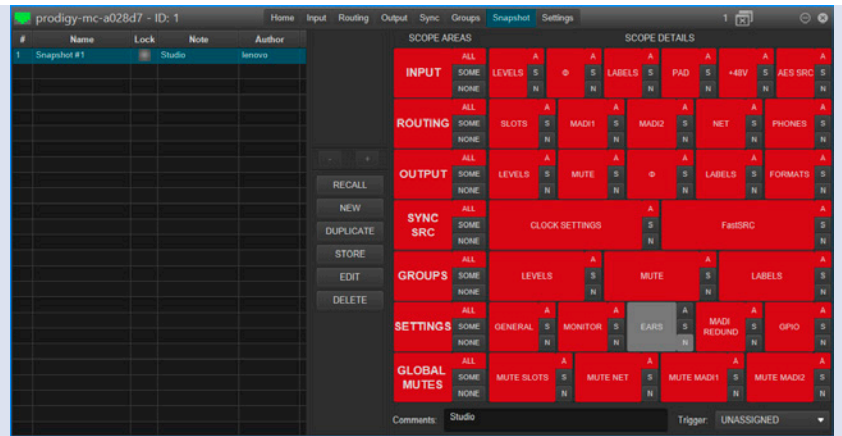 prodigy-mc-a028d7 - ID: 1 Home Input Routing Output Sync Groups Snapshot Settings 1
# Name Lock Note Author SCOPE AREAS SCOPE DETAILS
1 Snapshot #1 Studio lenovo
INPUT ALL SOME NONE LEVELS A S N Φ A S N LABELS A S N PAD A S N +48V A S N AES SRC A S N
ROUTING ALL SOME NONE SLOTS A S N MADI1 A S N MADI2 A S N NET A S N PHONES A S N
- +
OUTPUT ALL SOME NONE LEVELS A S N MUTE A S N Φ A S N LABELS A S N FORMATS A S N
RECALL
NEW
DUPLICATE
STORE
EDIT
DELETE
SYNC SRC ALL SOME NONE CLOCK SETTINGS A S N FastSRC A S N
GROUPS ALL SOME NONE LEVELS A S N MUTE A S N LABELS A S N
SETTINGS ALL SOME NONE GENERAL A S N MONITOR A S N EARS A S N MADI REDUND A S N GPIO A S N
GLOBAL MUTES ALL SOME NONE MUTE SLOTS A S N MUTE NET A S N MUTE MADI1 A S N MUTE MADI2 A S N
Comments: Studio Trigger: UNASSIGNED